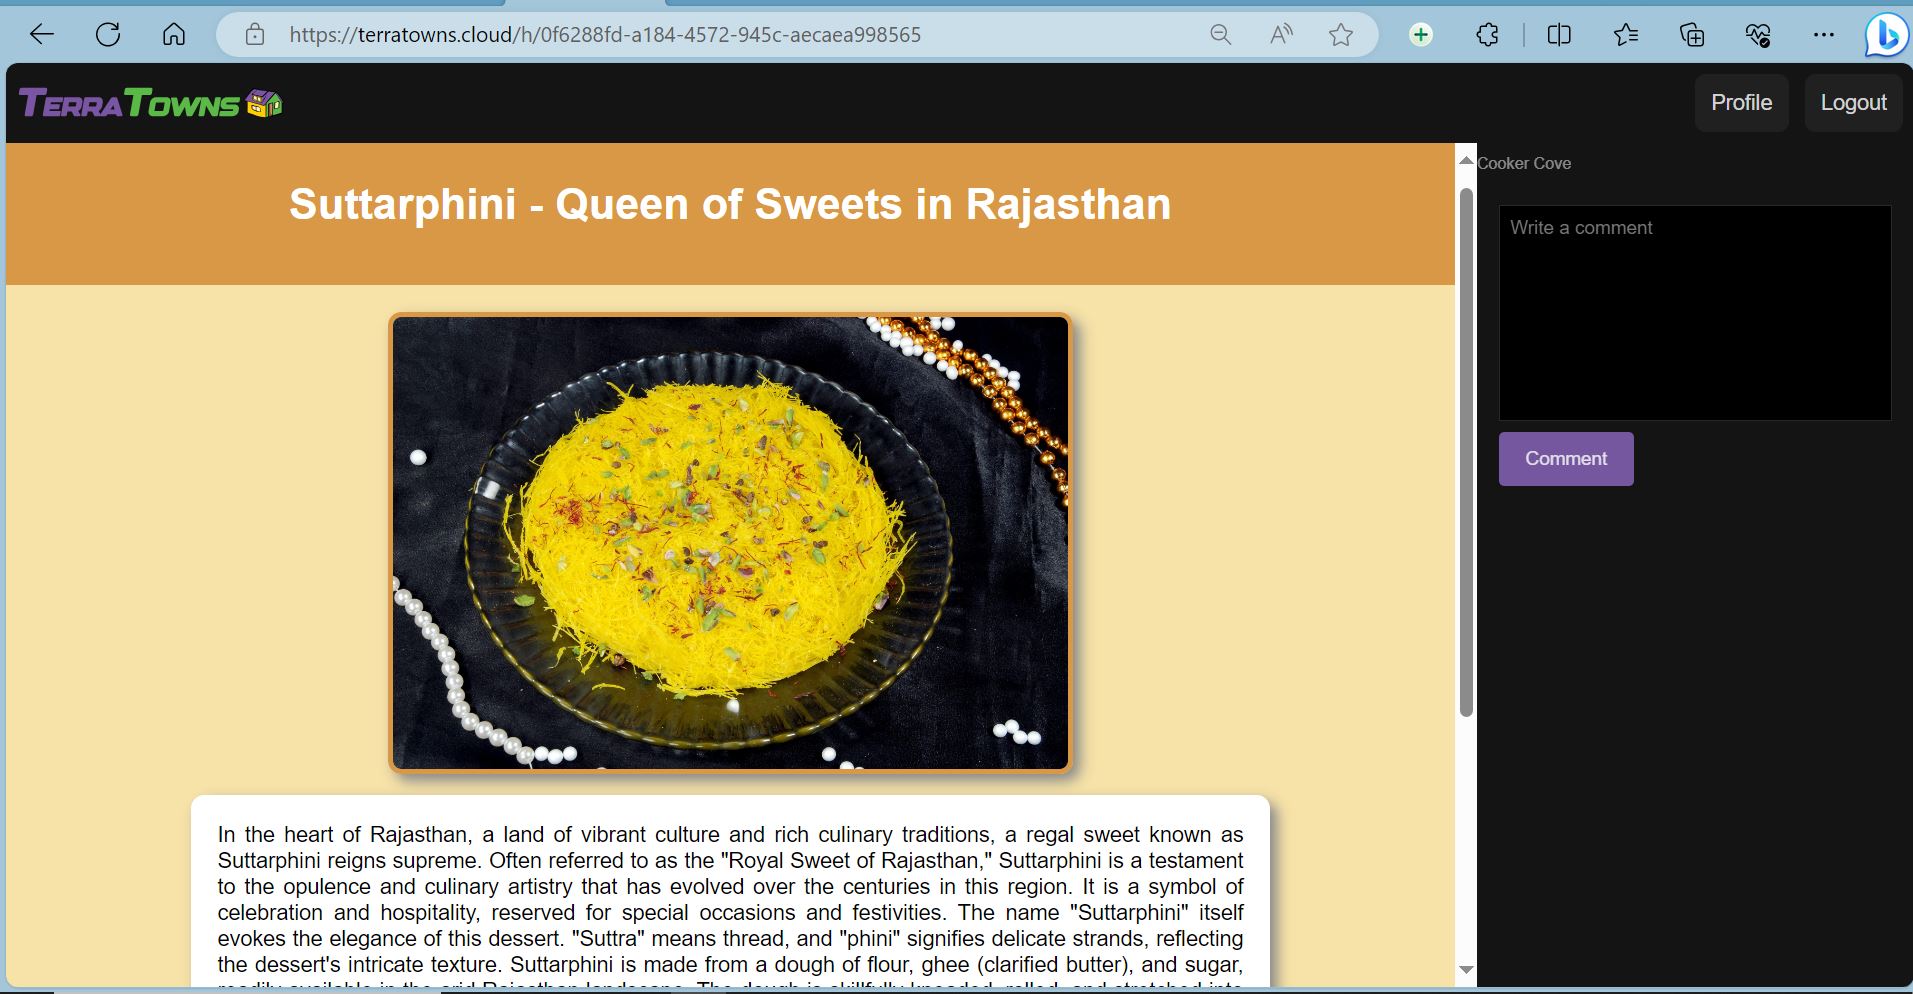 https://terratowns.cloud/h/0f6288fd-a184-4572-945c-aecaea998565
TERRATOWNS
Profile
Logout
Suttarphini - Queen of Sweets in Rajasthan
Cooker Cove
Write a comment
Comment
In the heart of Rajasthan, a land of vibrant culture and rich culinary traditions, a regal sweet known as
Suttarphini reigns supreme. Often referred to as the "Royal Sweet of Rajasthan," Suttarphini is a testament
to the opulence and culinary artistry that has evolved over the centuries in this region. It is a symbol of
celebration and hospitality, reserved for special occasions and festivities. The name "Suttarphini" itself
evokes the elegance of this dessert. "Suttra" means thread, and "phini" signifies delicate strands, reflecting
the dessert's intricate texture. Suttarphini is made from a dough of flour, ghee (clarified butter), and sugar,